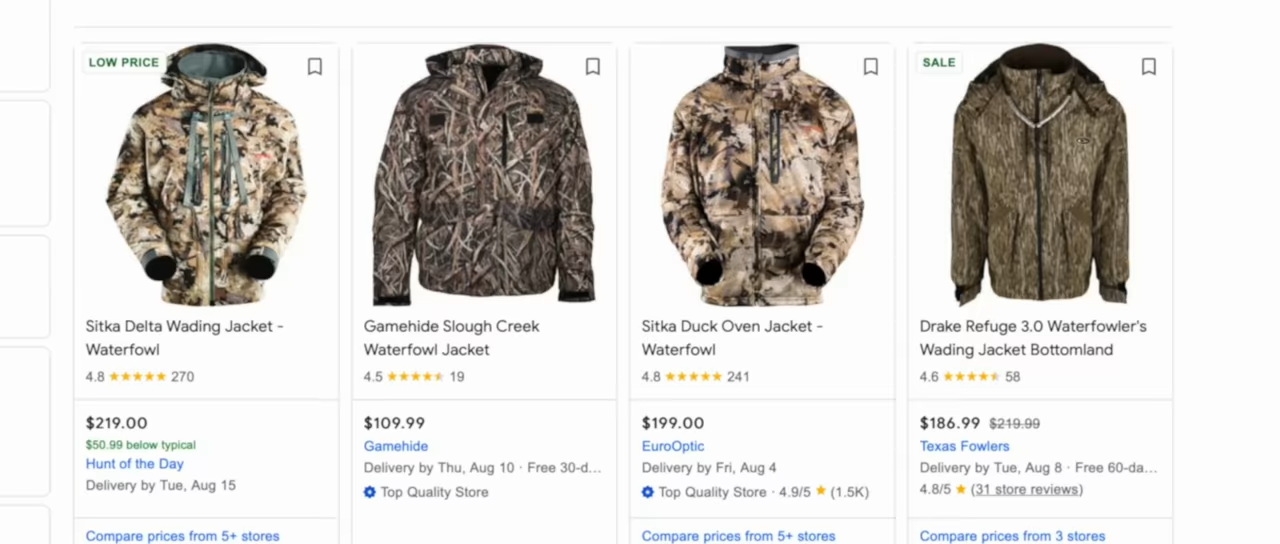 LOW PRICE
Sitka Delta Wading Jacket -
Waterfowl
4.8 ★★★★★ 270
$219.00
$50.99 below typical
Hunt of the Day
Delivery by Tue, Aug 15
Compare prices from 5+ stores
Gamehide Slough Creek
Waterfowl Jacket
4.5 ★★★★★ 19
$109.99
Gamehide
Delivery by Thu, Aug 10 · Free 30-d...
Top Quality Store
Sitka Duck Oven Jacket -
Waterfowl
4.8 ★★★★★ 241
$199.00
EuroOptic
Delivery by Fri, Aug 4
Top Quality Store · 4.9/5 ★ (1.5K)
Compare prices from 5+ stores
SALE
Drake Refuge 3.0 Waterfowler's
Wading Jacket Bottomland
4.6 ★★★★★ 58
$186.99 $219.99
Texas Fowlers
Delivery by Tue, Aug 8 · Free 60-da...
4.8/5 ★ (31 store reviews)
Compare prices from 3 stores